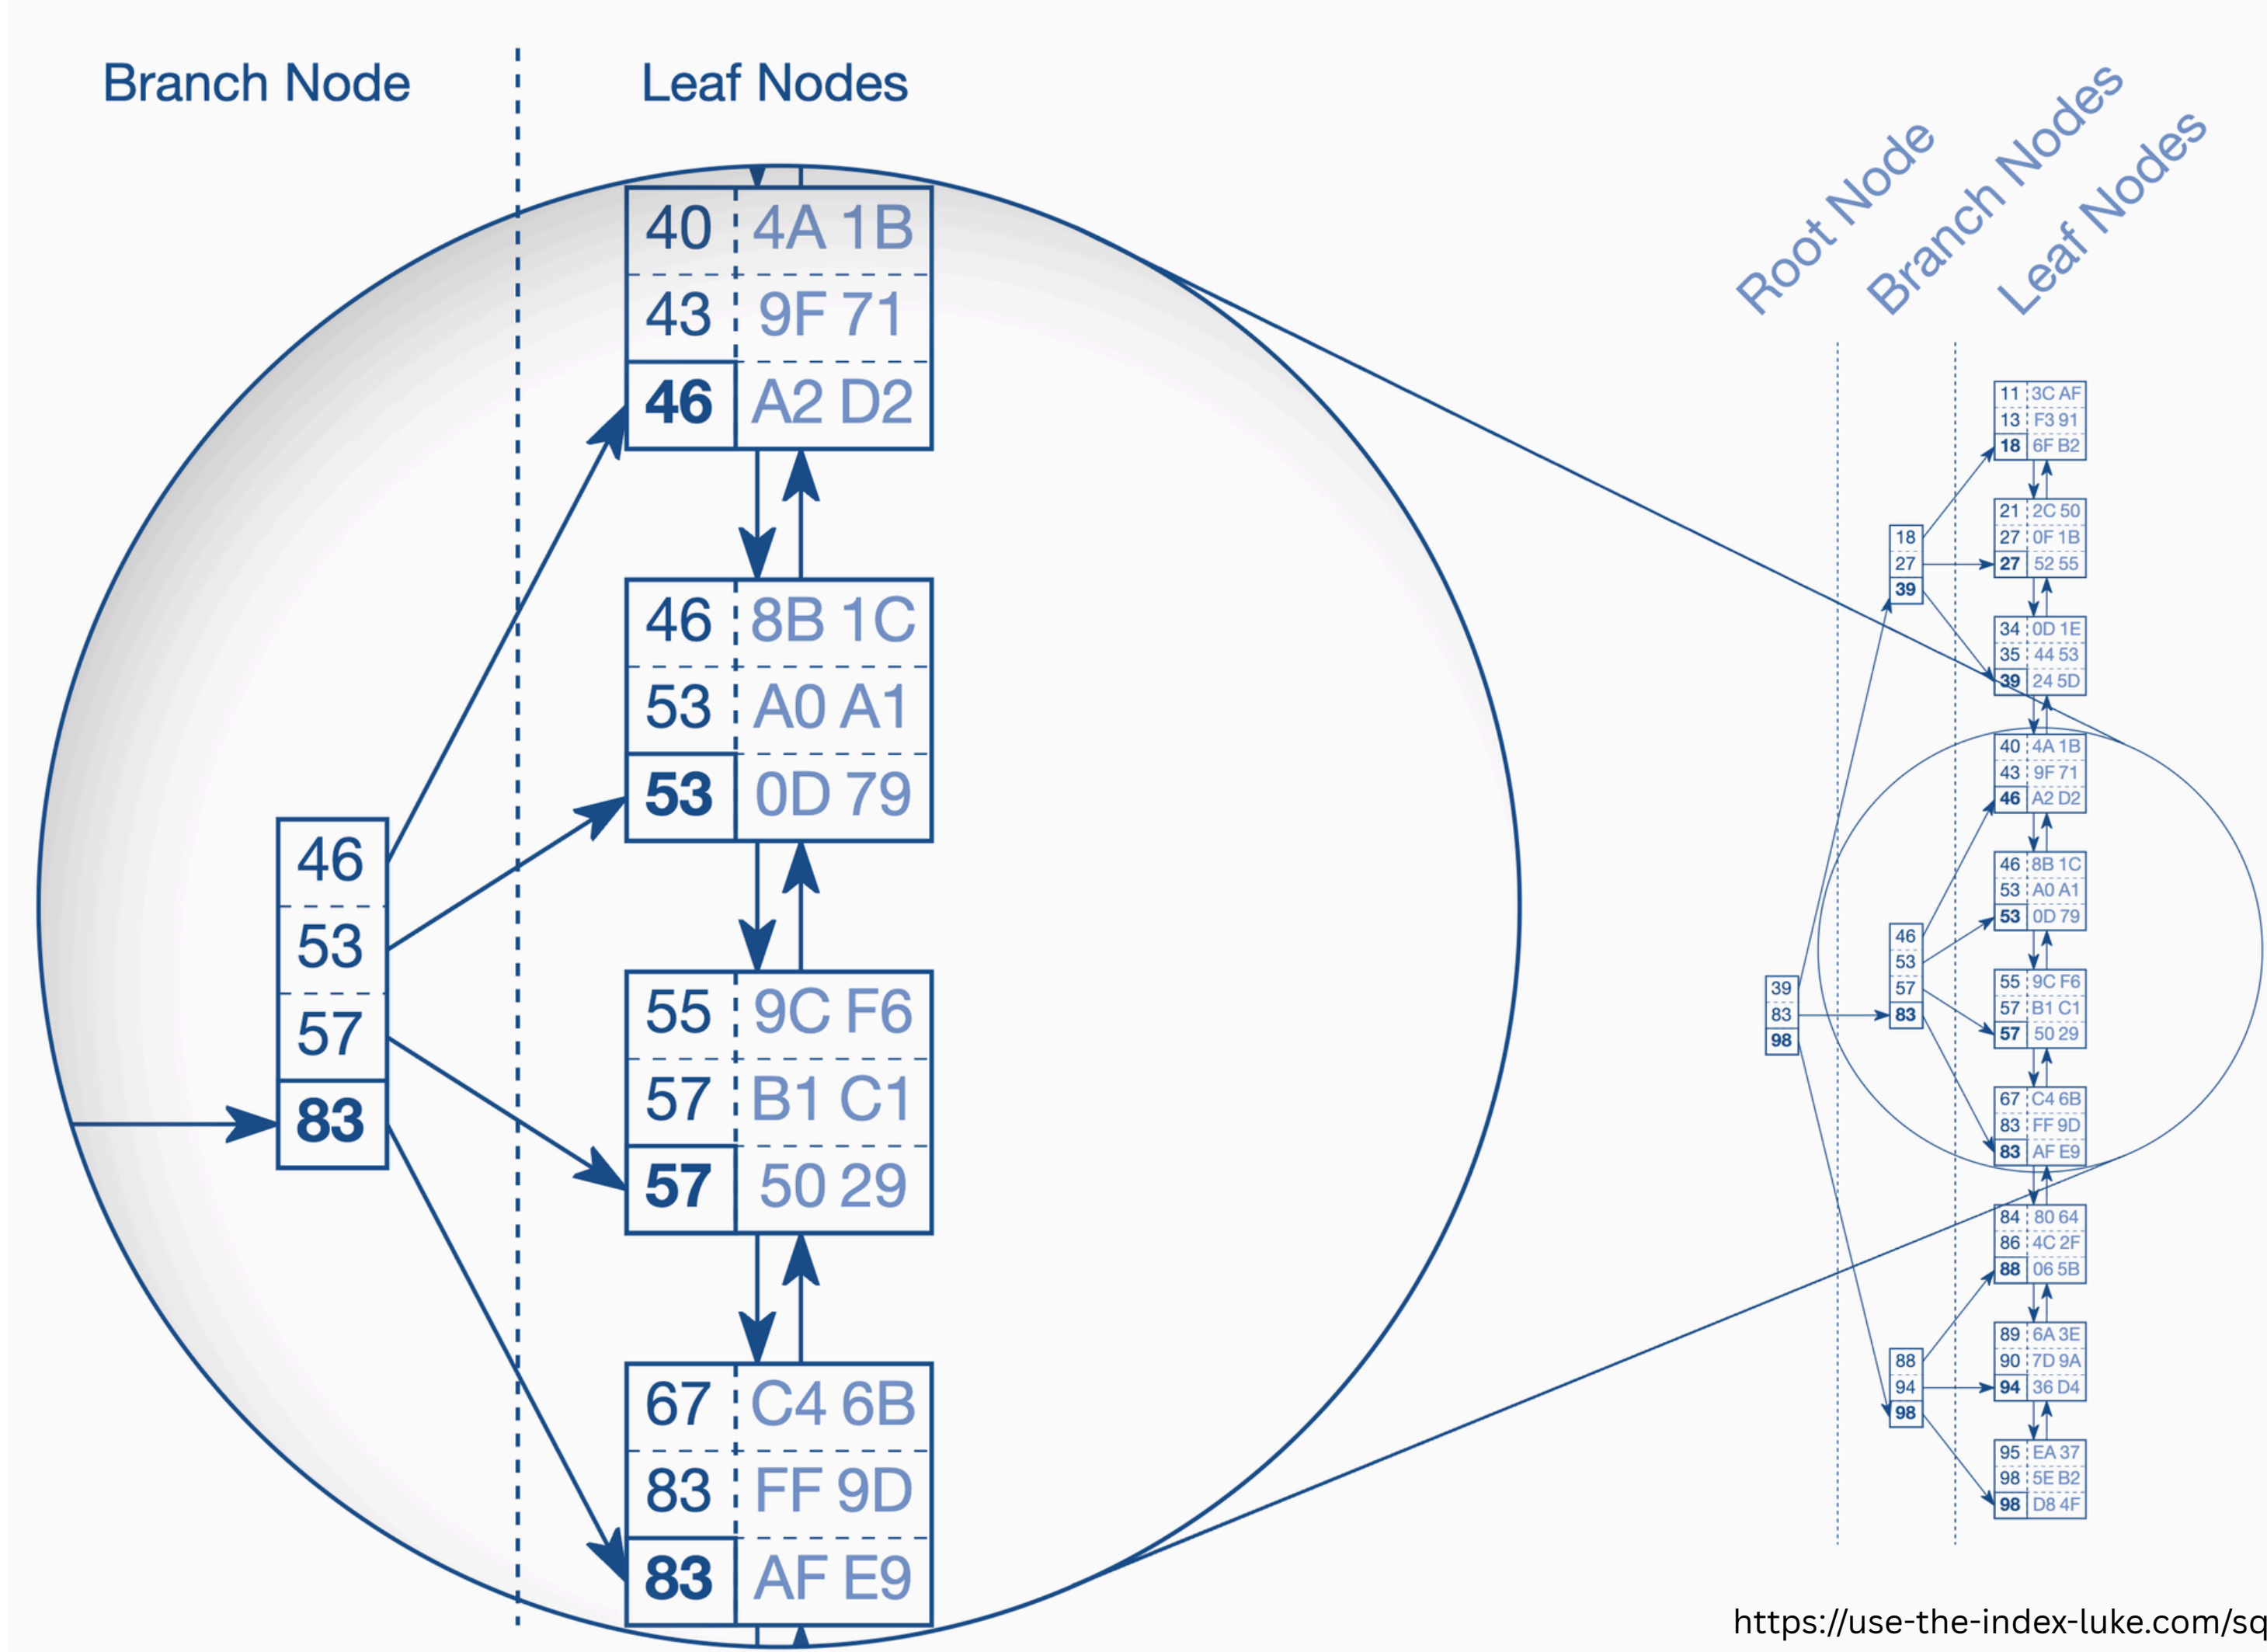 Branch Node
Leaf Nodes
40 4A 1B
43 9F 71
46 A2 D2
46 8B 1C
53 A0 A1
53 0D 79
46
53
57
83
55 9C F6
57 B1 C1
57 50 29
67 C4 6B
83 FF 9D
83 AF E9
Root Node
Branch Nodes
Leaf Nodes
39
83
98
18
27
39
46
53
57
83
88
94
98
11 3C AF
13 F3 91
18 6F B2
21 2C 50
27 0F 1B
27 52 55
34 0D 1E
35 44 53
39 24 5D
40 4A 1B
43 9F 71
46 A2 D2
46 8B 1C
53 A0 A1
53 0D 79
55 9C F6
57 B1 C1
57 50 29
67 C4 6B
83 FF 9D
83 AF E9
84 80 64
86 4C 2F
88 06 5B
89 6A 3E
90 7D 9A
94 36 D4
95 EA 37
98 5E B2
98 D8 4F
https://use-the-index-luke.com/sq